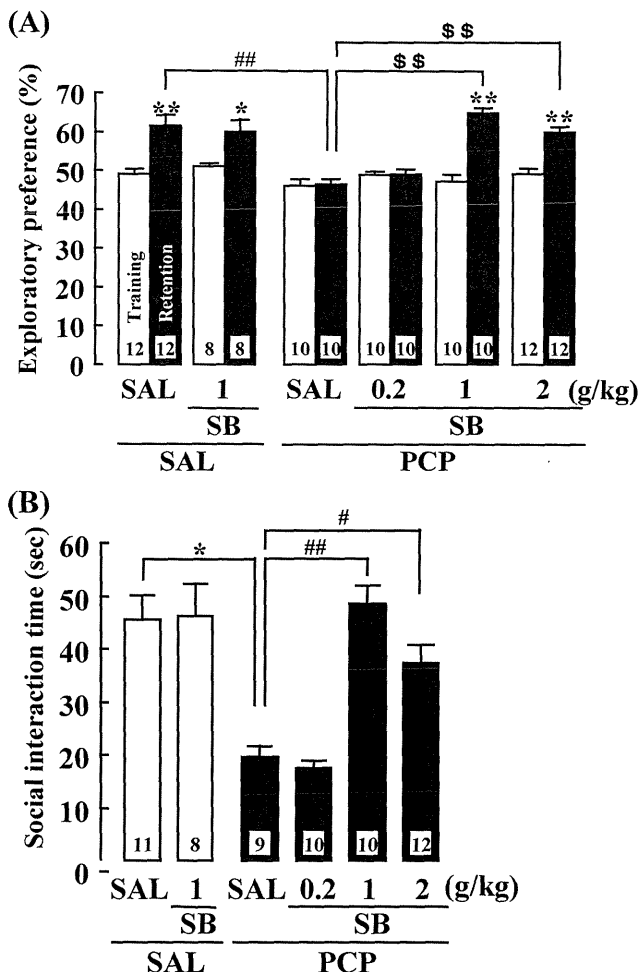 (A)
Exploratory preference (%)
70
60
50
40
30
20
10
0
##
$ $
$ $
**
*
**
**
Training
Retention
12 12 8 8 10 10 10 10 10 10 12 12
SAL 1 SAL 0.2 1 2 (g/kg)
SB SB
SAL PCP
(B)
Social interaction time (sec)
60
50
40
30
20
10
0
*
##
#
11 8 9 10 10 12
SAL 1 SAL 0.2 1 2 (g/kg)
SB SB
SAL PCP